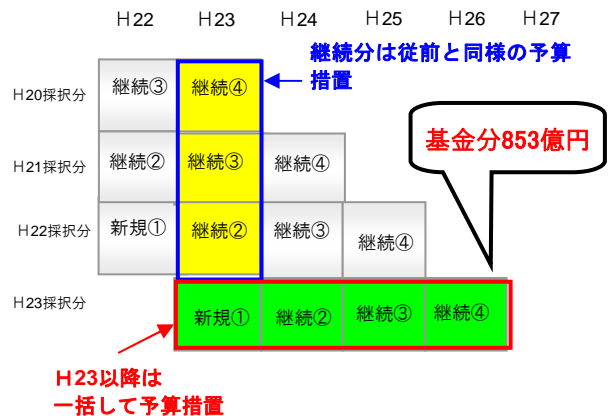 H22 H23 H24 H25 H26 H27
継続分は従前と同様の予算
措置
H20採択分 継続③ 継続④
基金分853億円
H21採択分 継続② 継続③ 継続④
H22採択分 新規① 継続② 継続③ 継続④
H23採択分 新規① 継続② 継続③ 継続④
H23以降は
一括して予算措置